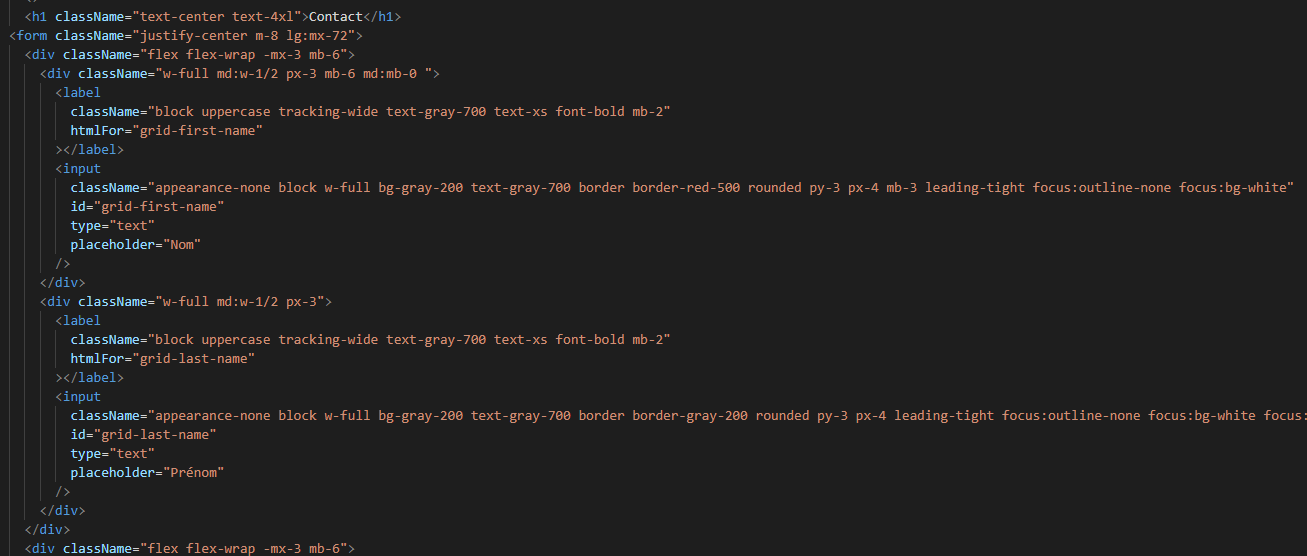 <h1 className="text-center text-4xl">Contact</h1>
<form className="justify-center m-8 lg:mx-72">
<div className="flex flex-wrap -mx-3 mb-6">
<div className="w-full md:w-1/2 px-3 mb-6 md:mb-0 ">
<label
className="block uppercase tracking-wide text-gray-700 text-xs font-bold mb-2"
htmlFor="grid-first-name"
></label>
<input
className="appearance-none block w-full bg-gray-200 text-gray-700 border border-red-500 rounded py-3 px-4 mb-3 leading-tight focus:outline-none focus:bg-white"
id="grid-first-name"
type="text"
placeholder="Nom"
/>
</div>
<div className="w-full md:w-1/2 px-3">
<label
className="block uppercase tracking-wide text-gray-700 text-xs font-bold mb-2"
htmlFor="grid-last-name"
></label>
<input
className="appearance-none block w-full bg-gray-200 text-gray-700 border border-gray-200 rounded py-3 px-4 leading-tight focus:outline-none focus:bg-white focus:
id="grid-last-name"
type="text"
placeholder="Prénom"
/>
</div>
</div>
<div className="flex flex-wrap -mx-3 mb-6">